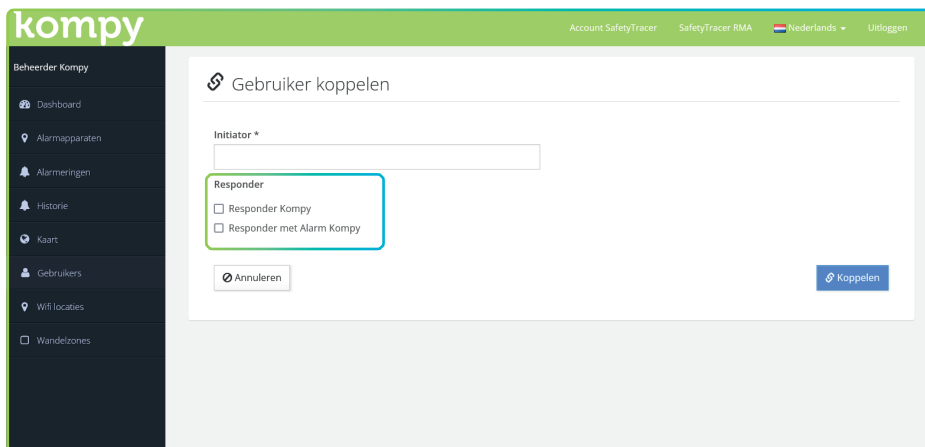 kompy
Account SafetyTracer SafetyTracer RMA Nederlands Uitloggen
Beheerder Kompy
Dashboard
Alarmapparaten
Alarmeringen
Historie
Kaart
Gebruikers
Wifi locaties
Wandelzones
Gebruiker koppelen
Initiator *
Responder
Responder Kompy
Responder met Alarm Kompy
Annuleren
Koppelen